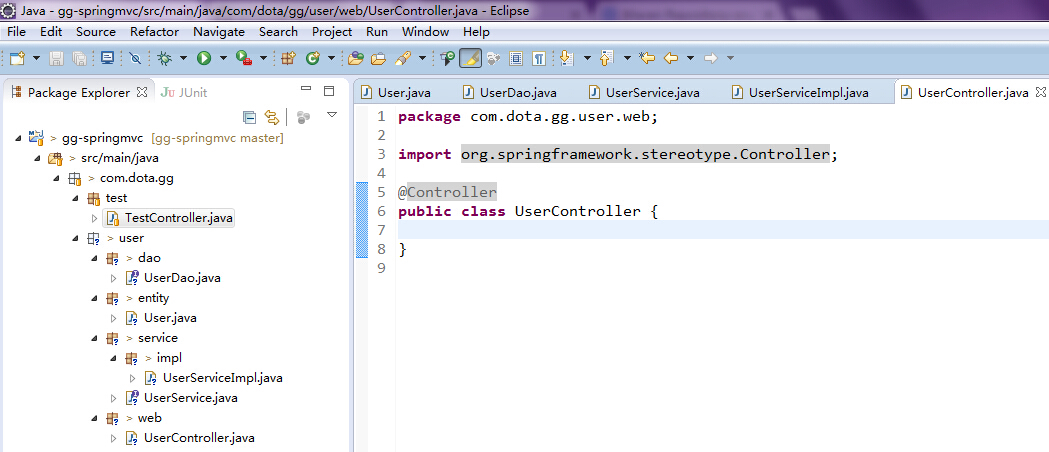 Java - gg-springmvc/src/main/java/com/dota/gg/user/web/UserController.java - Eclipse
File Edit Source Refactor Navigate Search Project Run Window Help
Package Explorer JUnit
> gg-springmvc [gg-springmvc master]
> src/main/java
> com.dota.gg
test
TestController.java
> user
> dao
UserDao.java
> entity
User.java
> service
> impl
UserServiceImpl.java
UserService.java
> web
UserController.java
User.java UserDao.java UserService.java UserServiceImpl.java UserController.java
1 package com.dota.gg.user.web;
2
3 import org.springframework.stereotype.Controller;
4
5 @Controller
6 public class UserController {
7
8 }
9